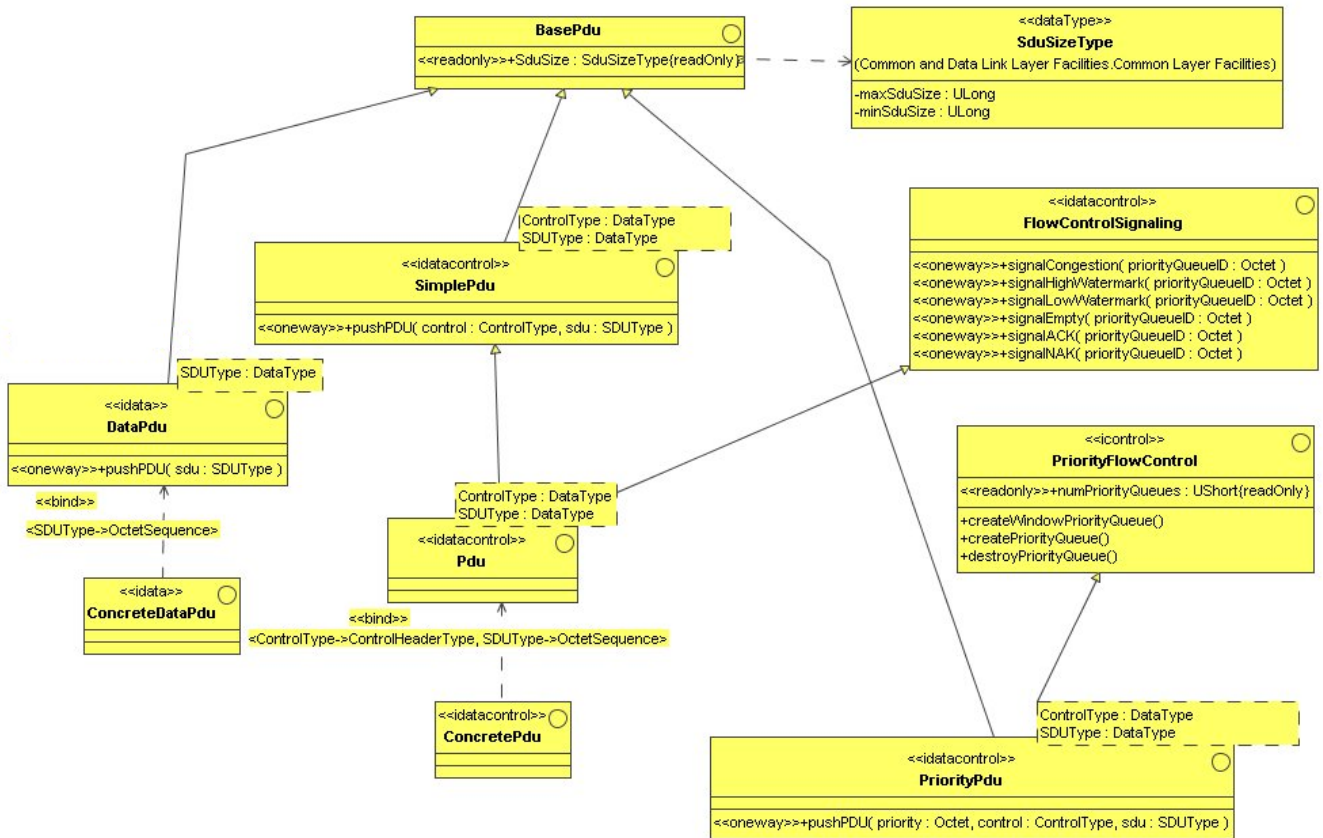 BasePdu
<<readonly>>+SduSize : SduSizeType{readOnly}
<<dataType>>
SduSizeType
(Common and Data Link Layer Facilities.Common Layer Facilities)
-maxSduSize : ULong
-minSduSize : ULong
ControlType : DataType
SDUType : DataType
<<idatacontrol>>
SimplePdu
<<oneway>>+pushPDU( control : ControlType, sdu : SDUType )
<<idatacontrol>>
FlowControlSignaling
<<oneway>>+signalCongestion( priorityQueueID : Octet )
<<oneway>>+signalHighWatermark( priorityQueueID : Octet )
<<oneway>>+signalLowWatermark( priorityQueueID : Octet )
<<oneway>>+signalEmpty( priorityQueueID : Octet )
<<oneway>>+signalACK( priorityQueueID : Octet )
<<oneway>>+signalNAK( priorityQueueID : Octet )
SDUType : DataType
<<idata>>
DataPdu
<<oneway>>+pushPDU( sdu : SDUType )
<<bind>>
<SDUType->OctetSequence>
<<idata>>
ConcreteDataPdu
ControlType : DataType
SDUType : DataType
<<idatacontrol>>
Pdu
<<bind>>
<ControlType->ControlHeaderType, SDUType->OctetSequence>
<<idatacontrol>>
ConcretePdu
<<icontrol>>
PriorityFlowControl
<<readonly>>+numPriorityQueues : UShort{readOnly}
+createWindowPriorityQueue()
+createPriorityQueue()
+destroyPriorityQueue()
ControlType : DataType
SDUType : DataType
<<idatacontrol>>
PriorityPdu
<<oneway>>+pushPDU( priority : Octet, control : ControlType, sdu : SDUType )